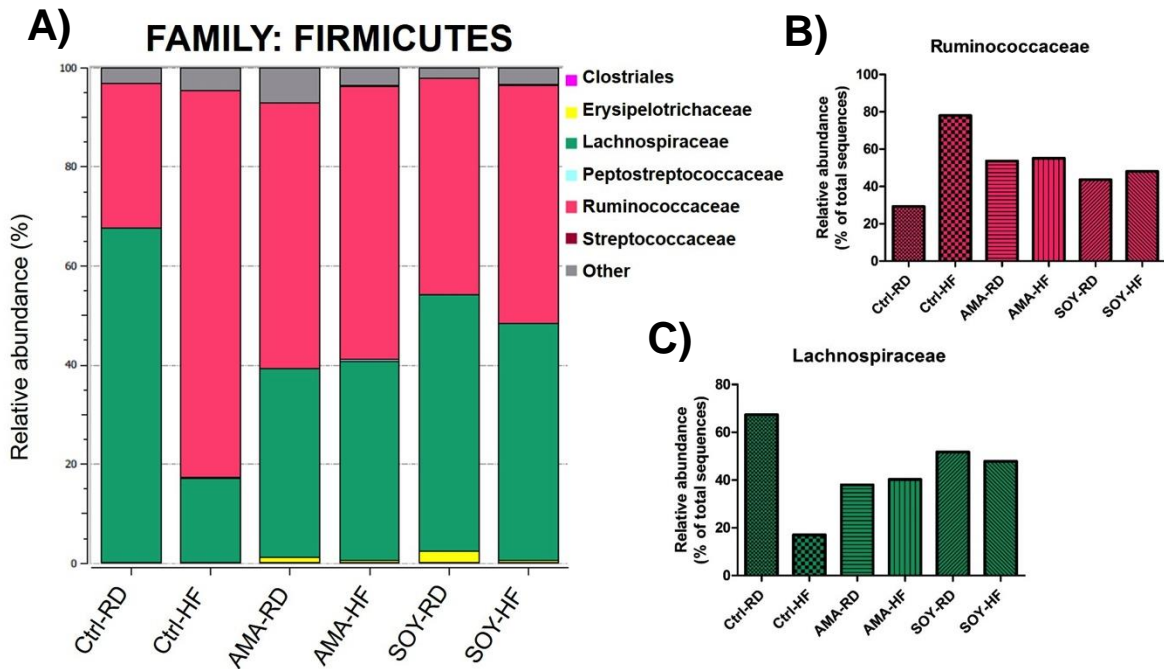 A)
FAMILY: FIRMICUTES
Relative abundance (%)
100
80
60
40
20
0
Ctrl-RD
Ctrl-HF
AMA-RD
AMA-HF
SOY-RD
SOY-HF
Clostriales
Erysipelotrichaceae
Lachnospiraceae
Peptostreptococcaceae
Ruminococcaceae
Streptococcaceae
Other
B)
Ruminococcaceae
Relative abundance
(% of total sequences)
100
80
60
40
20
0
Ctrl-RD
Ctrl-HF
AMA-RD
AMA-HF
SOY-RD
SOY-HF
C)
Lachnospiraceae
Relative abundance
(% of total sequences)
80
60
40
20
0
Ctrl-RD
Ctrl-HF
AMA-RD
AMA-HF
SOY-RD
SOY-HF